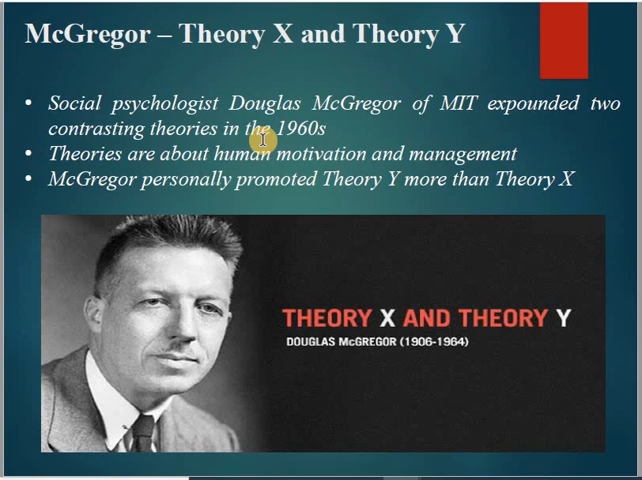 McGregor – Theory X and Theory Y
• Social psychologist Douglas McGregor of MIT expounded two
contrasting theories in the 1960s
• Theories are about human motivation and management
• McGregor personally promoted Theory Y more than Theory X
THEORY X AND THEORY Y
DOUGLAS McGREGOR (1906-1964)